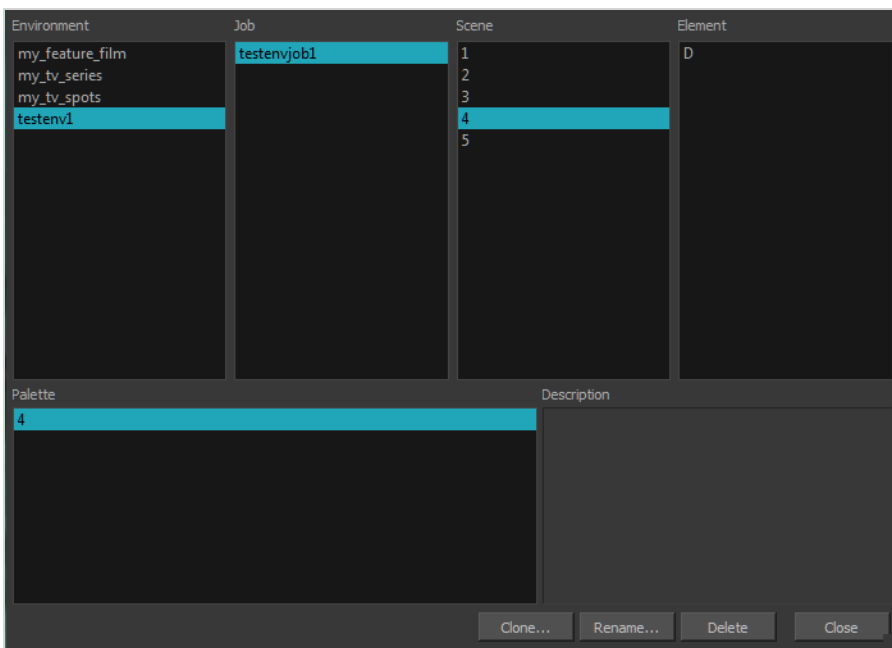 Environment
Job
Scene
Element
my_feature_film
my_tv_series
my_tv_spots
testenv1
testenvjob1
1
2
3
4
5
D
Palette
Description
4
Clone...
Rename...
Delete
Close